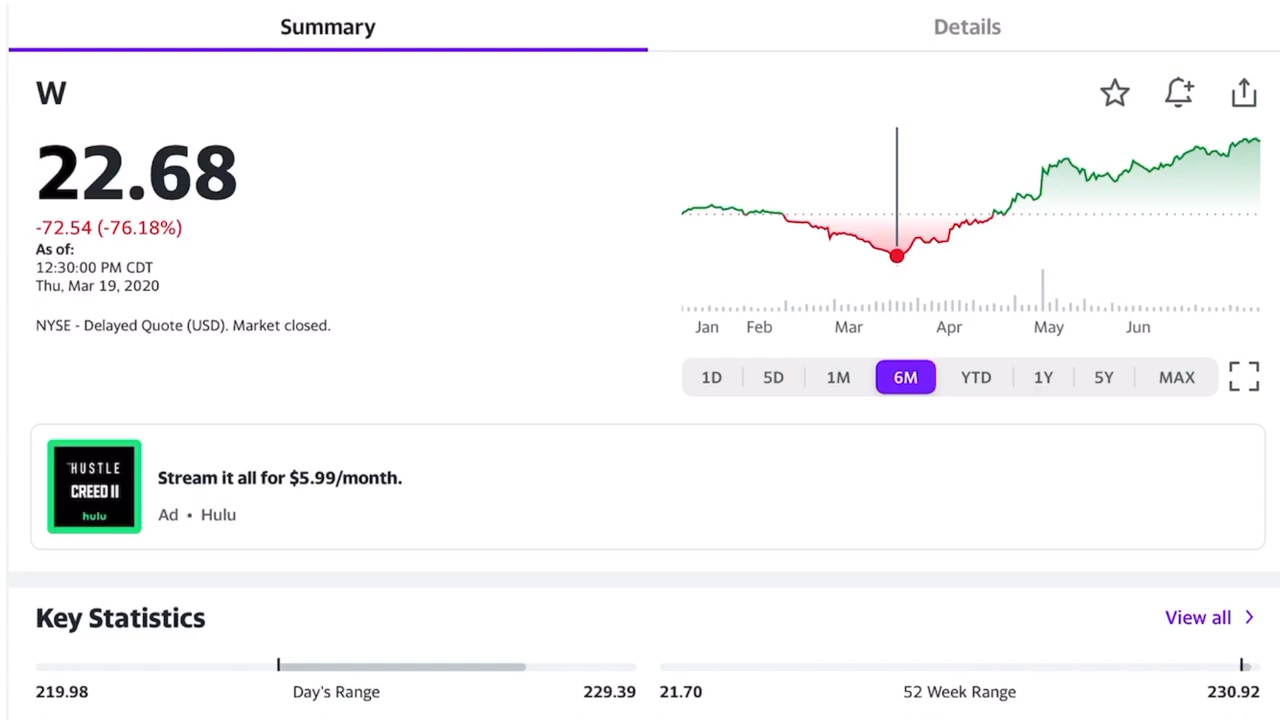 Summary
Details
W
22.68
-72.54 (-76.18%)
As of:
12:30:00 PM CDT
Thu, Mar 19, 2020
NYSE - Delayed Quote (USD). Market closed.
Jan Feb Mar Apr May Jun
1D 5D 1M 6M YTD 1Y 5Y MAX
HUSTLE
CREED II
hulu
Stream it all for $5.99/month.
Ad • Hulu
Key Statistics
View all
219.98 Day's Range 229.39
21.70 52 Week Range 230.92